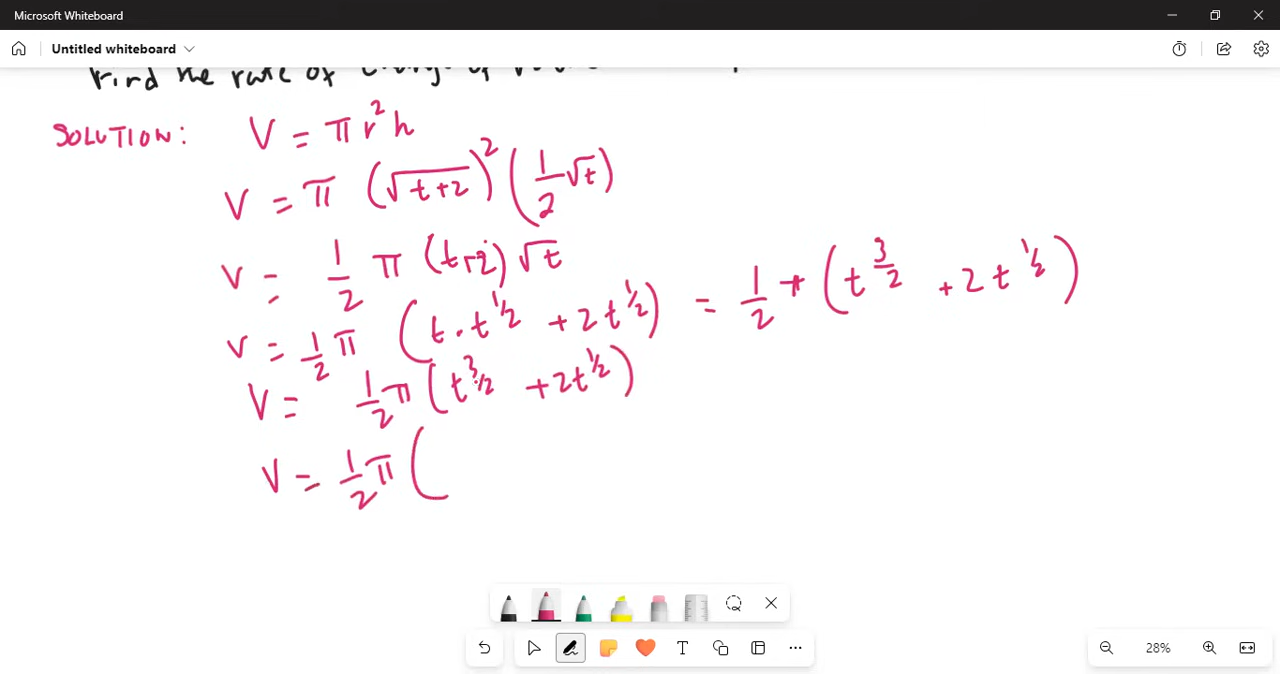 Microsoft Whiteboard
Untitled whiteboard
Find the rate of change of
SOLUTION: V = πr²h
V = π (√(t+2))² (1/2 √t)
V = 1/2 π (t+2) √t
V = 1/2 π (t · t^1/2 + 2t^1/2) = 1/2 π (t^3/2 + 2t^1/2)
V = 1/2 π (t^3/2 + 2t^1/2)
V = 1/2 π (
28%